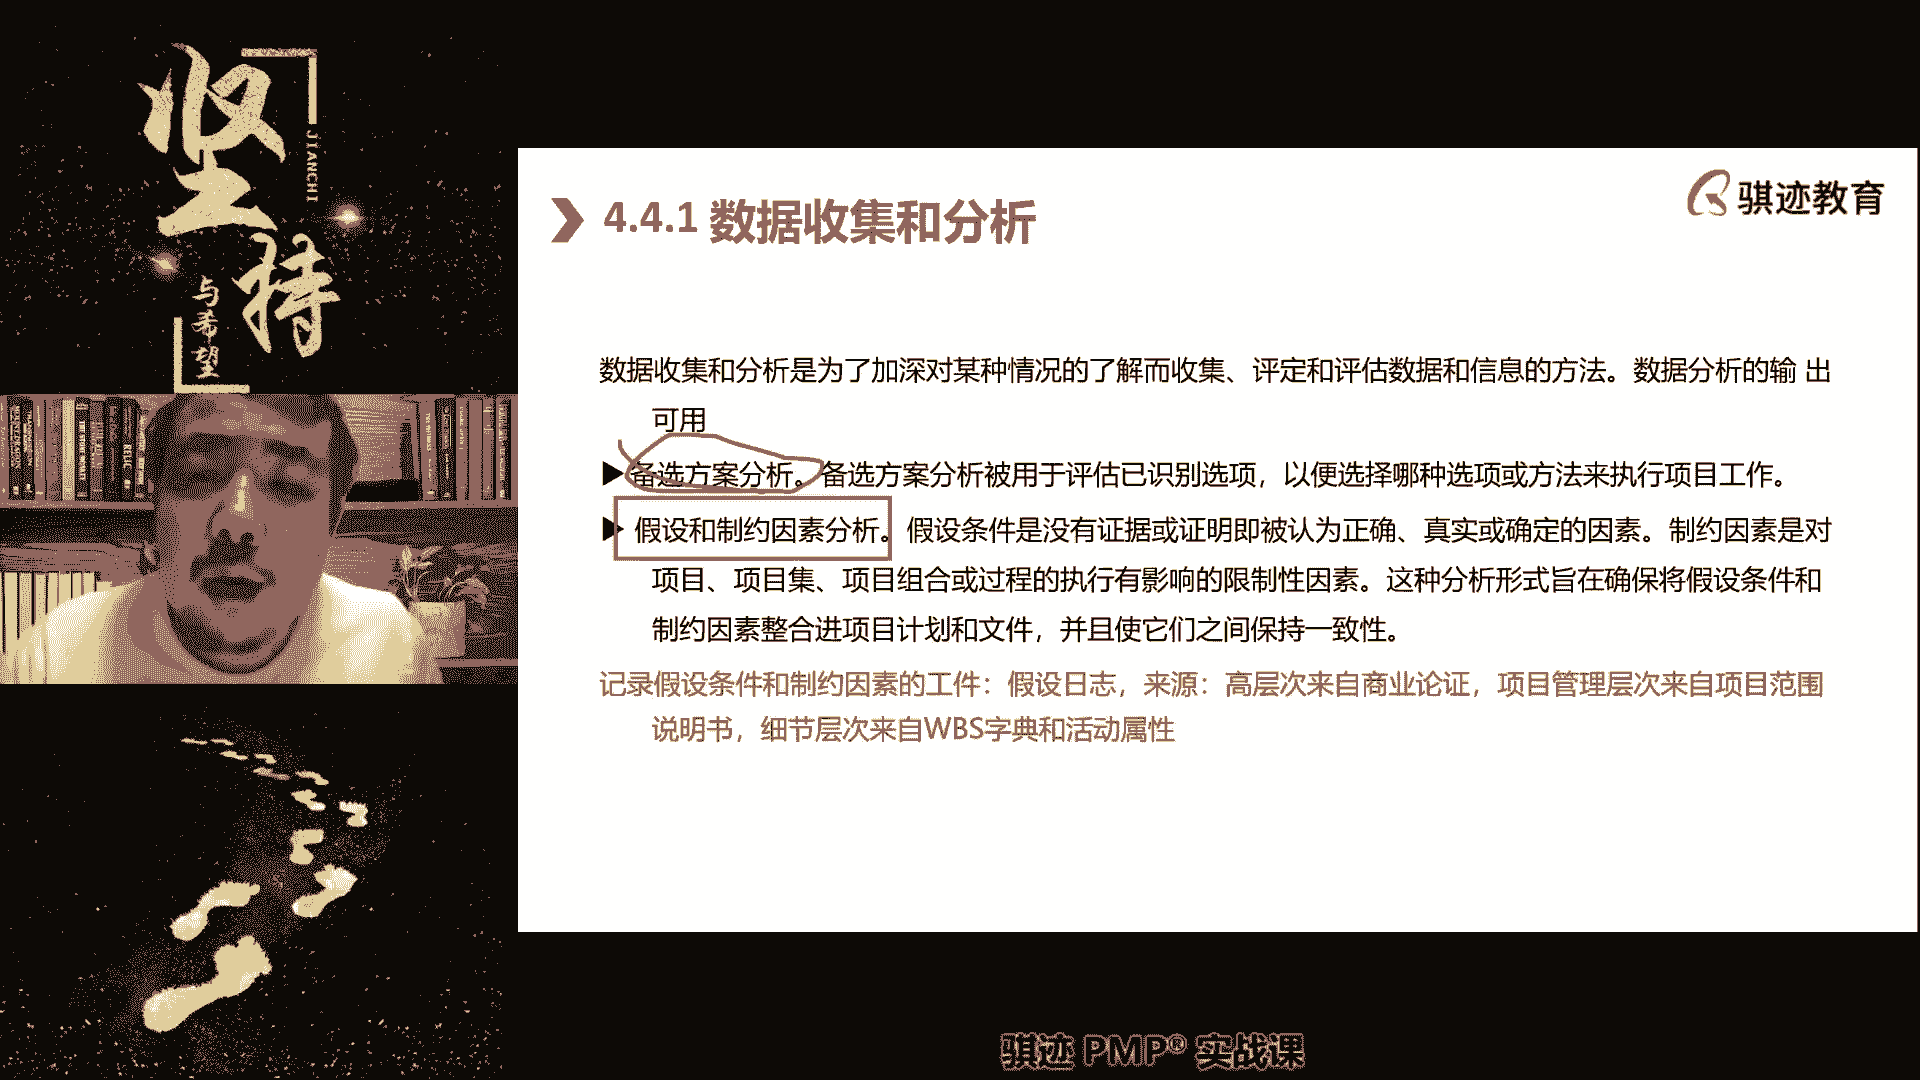 坚持
JIANCHI
与希望
骐迹教育
4.4.1 数据收集和分析
数据收集和分析是为了加深对某种情况的了解而收集、评定和评估数据和信息的方法。数据分析的输 出
可用
▶备选方案分析。备选方案分析被用于评估已识别选项，以便选择哪种选项或方法来执行项目工作。
▶ 假设和制约因素分析。假设条件是没有证据或证明即被认为正确、真实或确定的因素。制约因素是对
项目、项目集、项目组合或过程的执行有影响的限制性因素。这种分析形式旨在确保将假设条件和
制约因素整合进项目计划和文件，并且使它们之间保持一致性。
记录假设条件和制约因素的工件：假设日志，来源：高层次来自商业论证，项目管理层次来自项目范围
说明书，细节层次来自WBS字典和活动属性
骐迹 PMP® 实战课